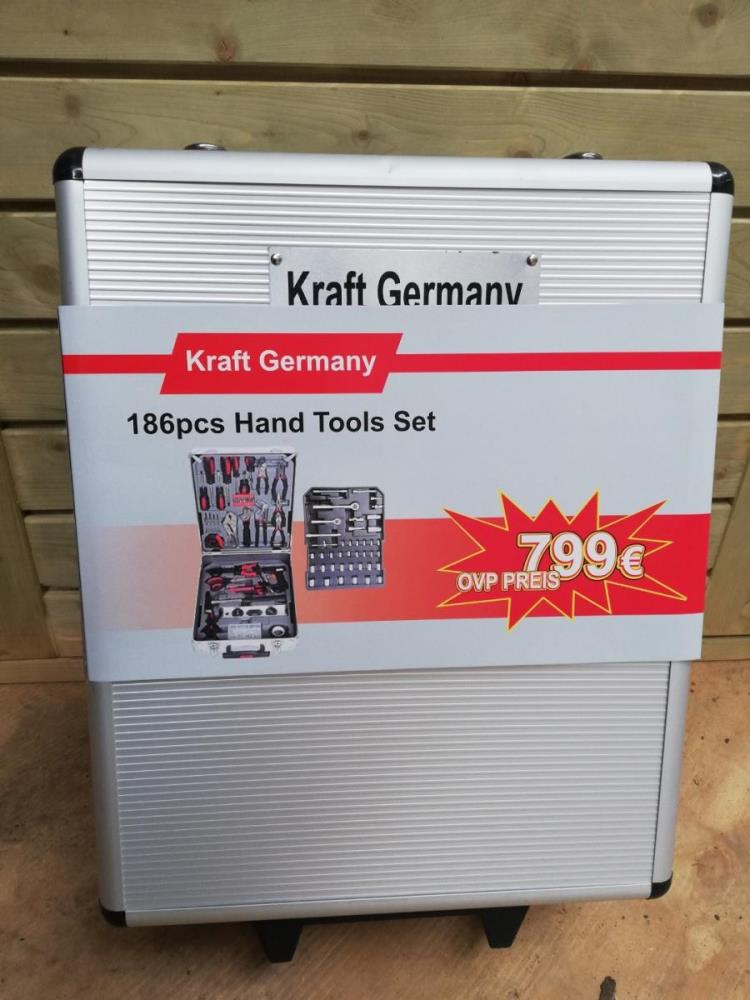 Kraft Germany
Kraft Germany
186pcs Hand Tools Set
799€
OVP PREIS